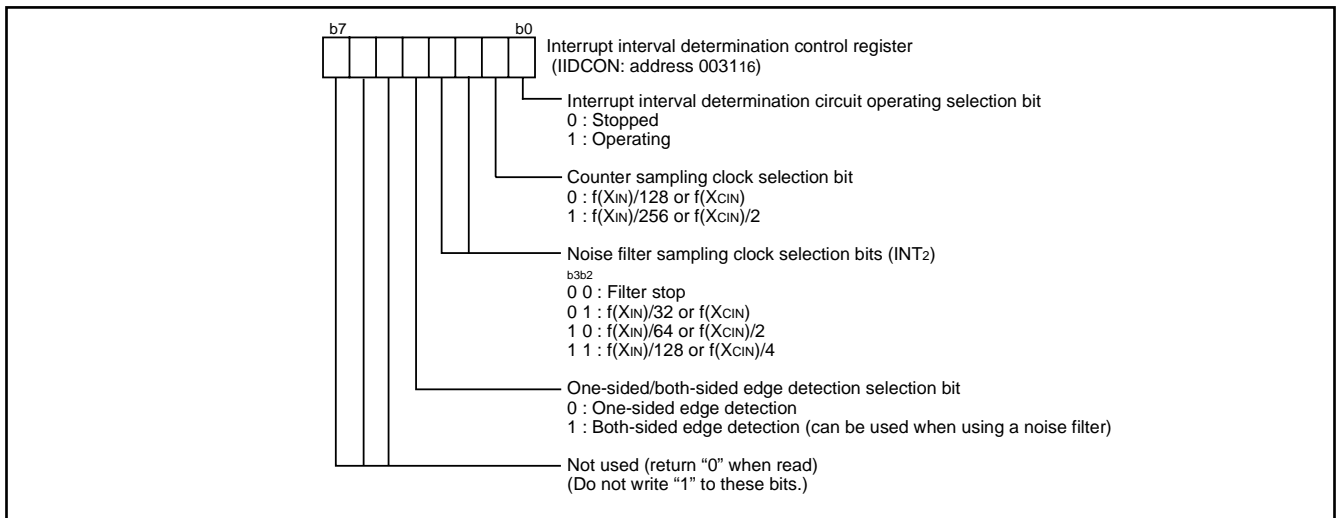 b7 b0
Interrupt interval determination control register
(IIDCON: address 003116)
Interrupt interval determination circuit operating selection bit
0 : Stopped
1 : Operating
Counter sampling clock selection bit
0 : f(XIN)/128 or f(XCIN)
1 : f(XIN)/256 or f(XCIN)/2
Noise filter sampling clock selection bits (INT2)
b3b2
0 0 : Filter stop
0 1 : f(XIN)/32 or f(XCIN)
1 0 : f(XIN)/64 or f(XCIN)/2
1 1 : f(XIN)/128 or f(XCIN)/4
One-sided/both-sided edge detection selection bit
0 : One-sided edge detection
1 : Both-sided edge detection (can be used when using a noise filter)
Not used (return “0” when read)
(Do not write “1” to these bits.)